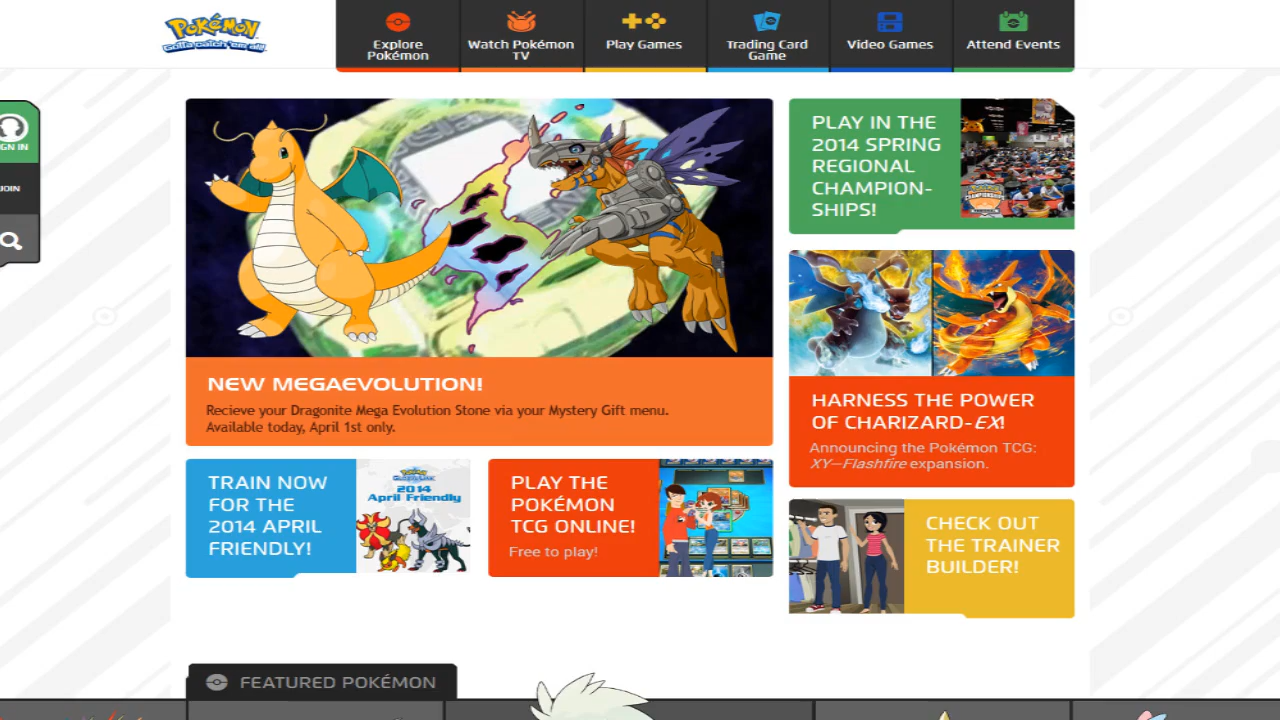 Pokémon
Gotta catch 'em all!
Explore
Pokémon
Watch Pokémon
TV
Play Games
Trading Card
Game
Video Games
Attend Events
GN IN
JOIN
NEW MEGAEVOLUTION!
Recieve your Dragonite Mega Evolution Stone via your Mystery Gift menu.
Available today, April 1st only.
PLAY IN THE
2014 SPRING
REGIONAL
CHAMPION-
SHIPS!
HARNESS THE POWER
OF CHARIZARD-EX!
Announcing the Pokémon TCG:
XY—Flashfire expansion.
TRAIN NOW
FOR THE
2014 APRIL
FRIENDLY!
2014
April Friendly
PLAY THE
POKÉMON
TCG ONLINE!
Free to play!
CHECK OUT
THE TRAINER
BUILDER!
FEATURED POKÉMON